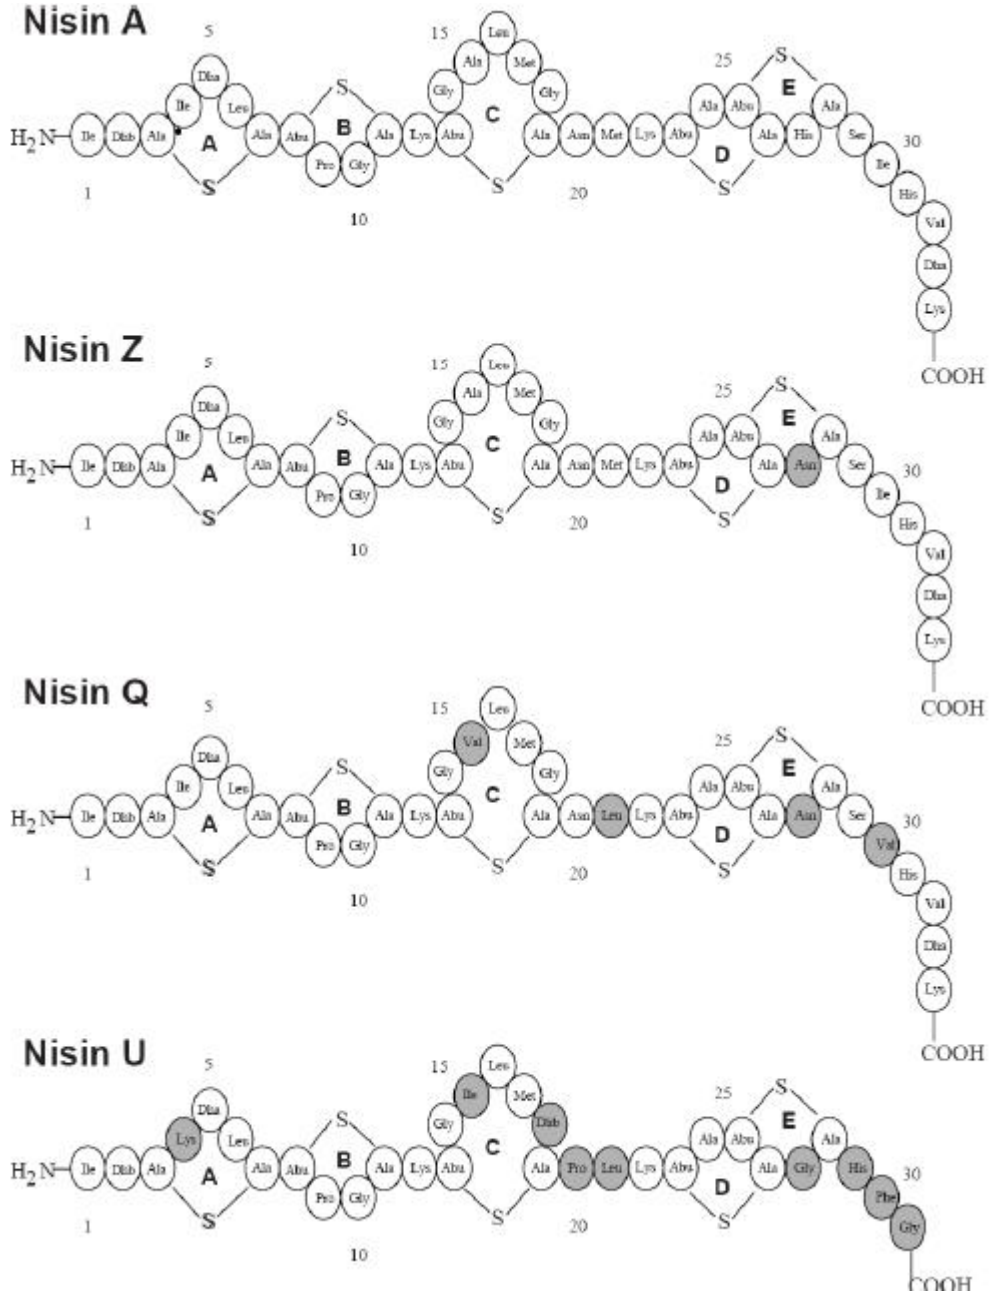 Nisin A
5 15 Leu
Dha Ala Met 25 S
Ile Leu S Gly Gly Ala Abu E Ala
H₂N Ile Dhb Ala A Ala Abu B Ala Lys Abu C Ala Asn Met Lys Abu D Ala His Ser 30
Pro Gly Ile
1 S 10 S 20 S His
Val
Dha
Lys
COOH
Nisin Z
5 15 Leu
Dha Ala Met 25 S
Ile Leu S Gly Gly Ala Abu E Ala
H₂N Ile Dhb Ala A Ala Abu B Ala Lys Abu C Ala Asn Met Lys Abu D Ala Asn Ser 30
Pro Gly Ile
1 S 10 S 20 S His
Val
Dha
Lys
COOH
Nisin Q
5 15 Leu
Dha Val Met 25 S
Ile Leu S Gly Gly Ala Abu E Ala
H₂N Ile Dhb Ala A Ala Abu B Ala Lys Abu C Ala Asn Leu Lys Abu D Ala Asn Ser 30
Pro Gly Val
1 S 10 S 20 S His
Val
Dha
Lys
COOH
Nisin U
5 15 Leu
Dha Ile Met 25 S
Lys Leu S Gly Dhb Ala Abu E Ala
H₂N Ile Dhb Ala A Ala Abu B Ala Lys Abu C Ala Pro Leu Lys Abu D Ala Gly His 30
Pro Gly Phe
1 S 10 S 20 S Gly
COOH